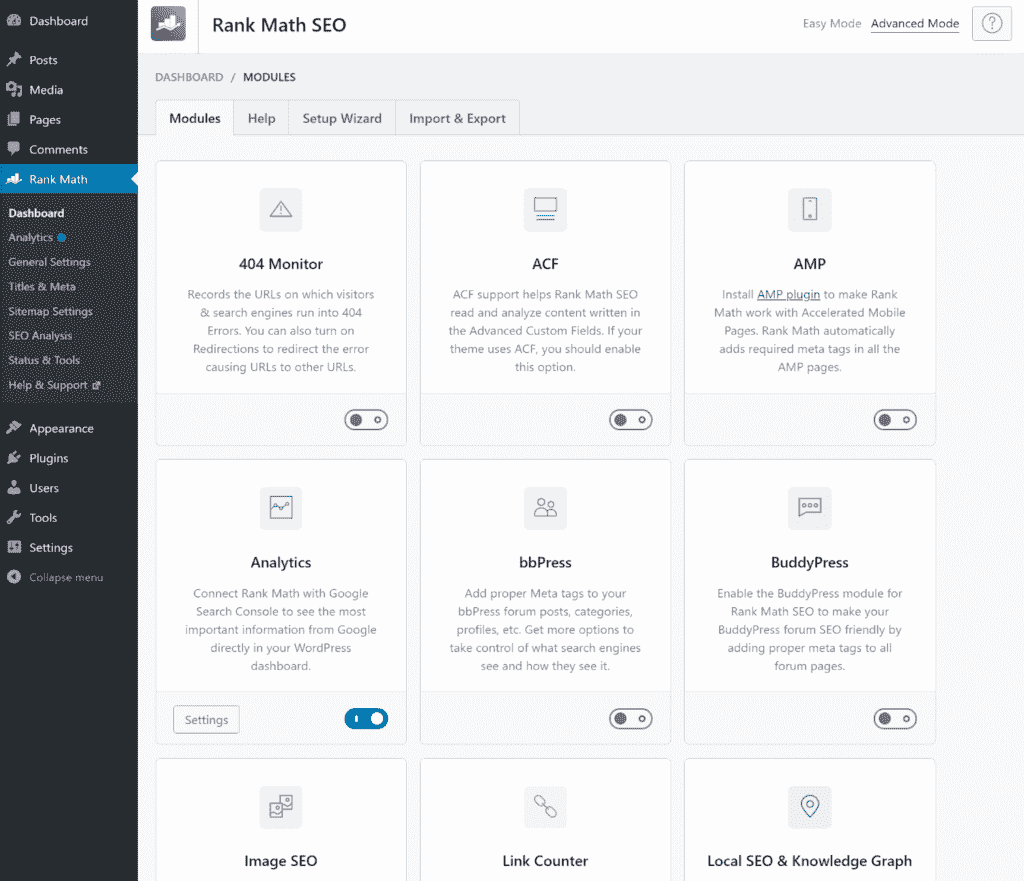 Dashboard
Posts
Media
Pages
Comments
Rank Math
Dashboard
Analytics
General Settings
Titles & Meta
Sitemap Settings
SEO Analysis
Status & Tools
Help & Support
Appearance
Plugins
Users
Tools
Settings
Collapse menu
Rank Math SEO
Easy Mode Advanced Mode ?
DASHBOARD / MODULES
Modules Help Setup Wizard Import & Export
404 Monitor
Records the URLs on which visitors
& search engines run into 404
Errors. You can also turn on
Redirections to redirect the error
causing URLs to other URLs.
ACF
ACF support helps Rank Math SEO
read and analyze content written in
the Advanced Custom Fields. If your
theme uses ACF, you should enable
this option.
AMP
Install AMP plugin to make Rank
Math work with Accelerated Mobile
Pages. Rank Math automatically
adds required meta tags in all the
AMP pages.
Analytics
Connect Rank Math with Google
Search Console to see the most
important information from Google
directly in your WordPress
dashboard.
Settings
bbPress
Add proper Meta tags to your
bbPress forum posts, categories,
profiles, etc. Get more options to
take control of what search engines
see and how they see it.
BuddyPress
Enable the BuddyPress module for
Rank Math SEO to make your
BuddyPress forum SEO friendly by
adding proper meta tags to all
forum pages.
Image SEO
Link Counter
Local SEO & Knowledge Graph